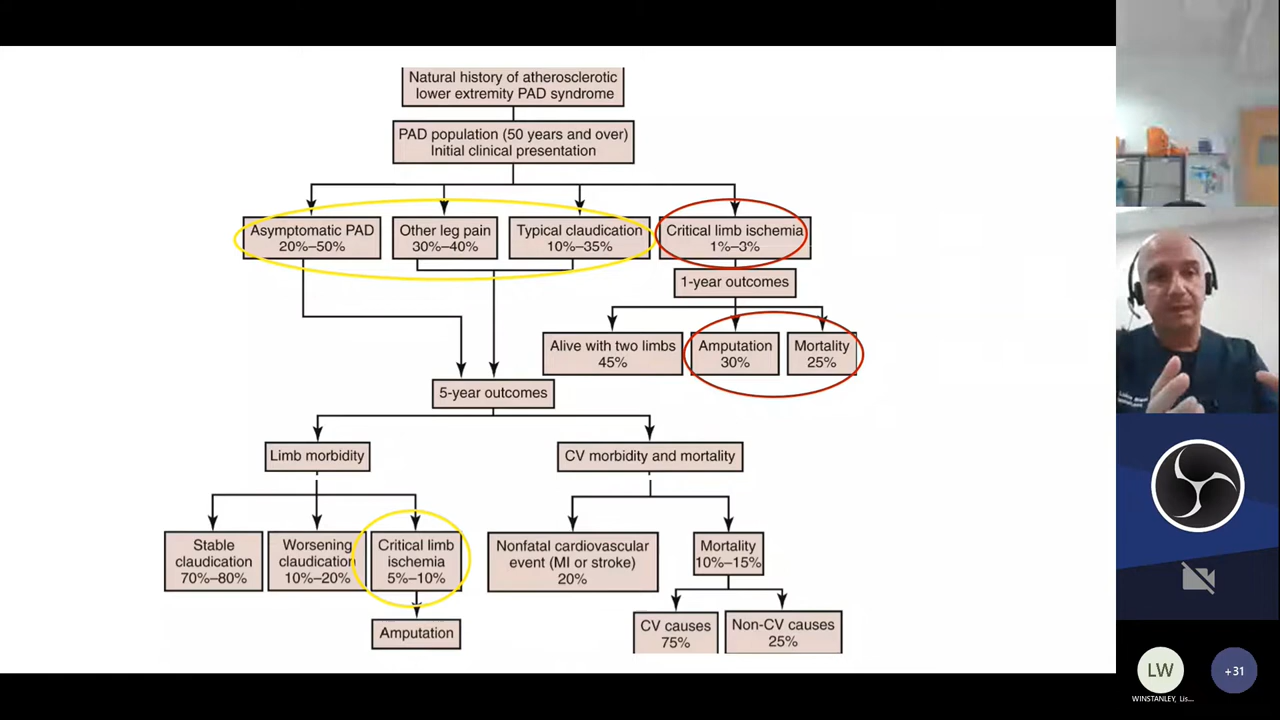 Natural history of atherosclerotic
lower extremity PAD syndrome
PAD population (50 years and over)
Initial clinical presentation
Asymptomatic PAD
20%–50%
Other leg pain
30%–40%
Typical claudication
10%–35%
Critical limb ischemia
1%–3%
1-year outcomes
Alive with two limbs
45%
Amputation
30%
Mortality
25%
5-year outcomes
Limb morbidity
CV morbidity and mortality
Stable
claudication
70%–80%
Worsening
claudication
10%–20%
Critical limb
ischemia
5%–10%
Nonfatal cardiovascular
event (MI or stroke)
20%
Mortality
10%–15%
Amputation
CV causes
75%
Non-CV causes
25%
LW
WINSTANLEY, Lis...
+31